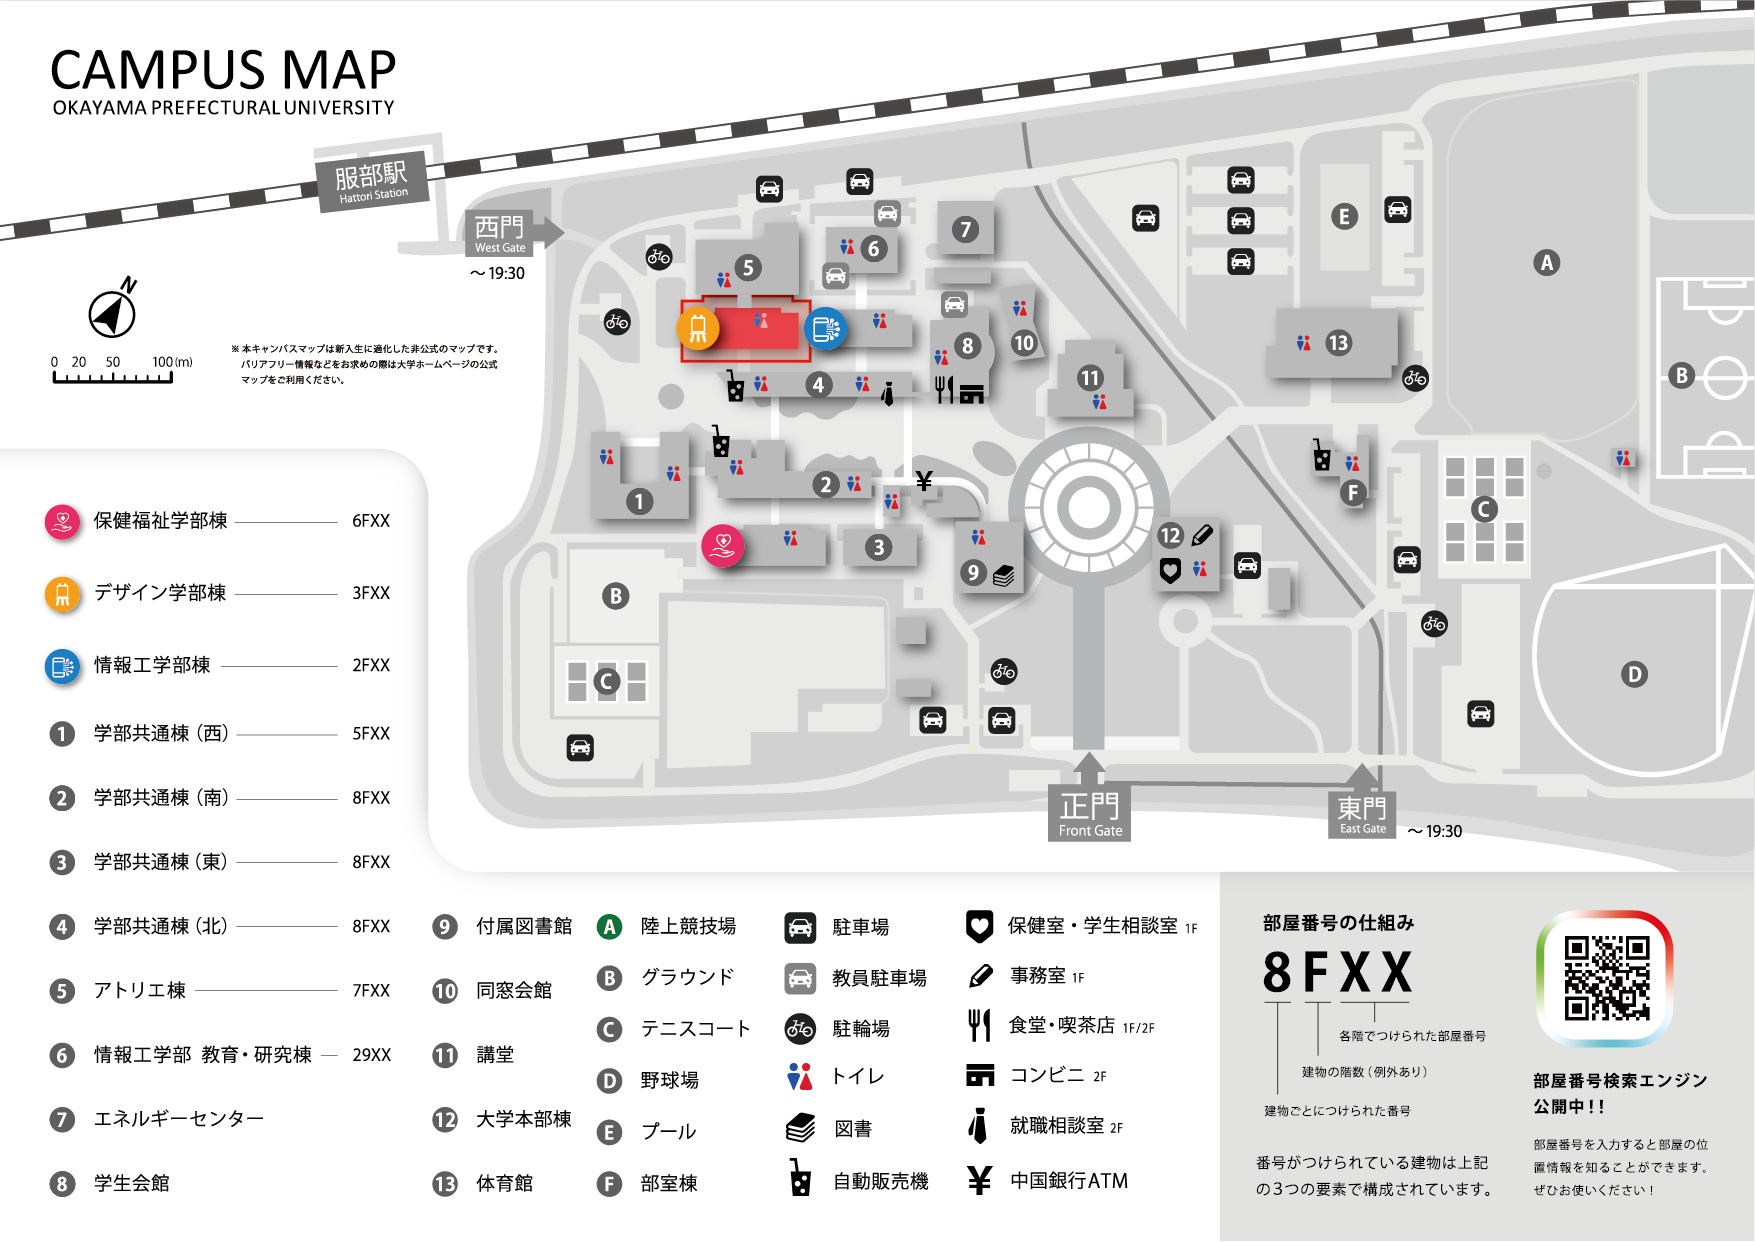 CAMPUS MAP
OKAYAMA PREFECTURAL UNIVERSITY
服部駅
Hattori Station
西門
West Gate
〜19:30
N
0 20 50 100(m)
※ 本キャンパスマップは新入生に適化した非公式のマップです。
バリアフリー情報などをお求めの際は大学ホームページの公式
マップをご利用ください。
7
6
5
E
A
8
10
13
11
4
B
1
2
¥
F
C
3
12
9
B
C
D
正門
Front Gate
東門
East Gate
〜19:30
保健福祉学部棟 6FXX
デザイン学部棟 3FXX
情報工学部棟 2FXX
1 学部共通棟（西） 5FXX
2 学部共通棟（南） 8FXX
3 学部共通棟（東） 8FXX
4 学部共通棟（北） 8FXX
5 アトリエ棟 7FXX
6 情報工学部 教育・研究棟 29XX
7 エネルギーセンター
8 学生会館
9 付属図書館
10 同窓会館
11 講堂
12 大学本部棟
13 体育館
A 陸上競技場
B グラウンド
C テニスコート
D 野球場
E プール
F 部室棟
駐車場
教員駐車場
駐輪場
トイレ
図書
自動販売機
保健室・学生相談室 1F
事務室 1F
食堂・喫茶店 1F/2F
コンビニ 2F
就職相談室 2F
¥ 中国銀行ATM
部屋番号の仕組み
8FXX
各階でつけられた部屋番号
建物の階数（例外あり）
建物ごとにつけられた番号
番号がつけられている建物は上記
の3つの要素で構成されています。
部屋番号検索エンジン
公開中！！
部屋番号を入力すると部屋の位
置情報を知ることができます。
ぜひお使いください！